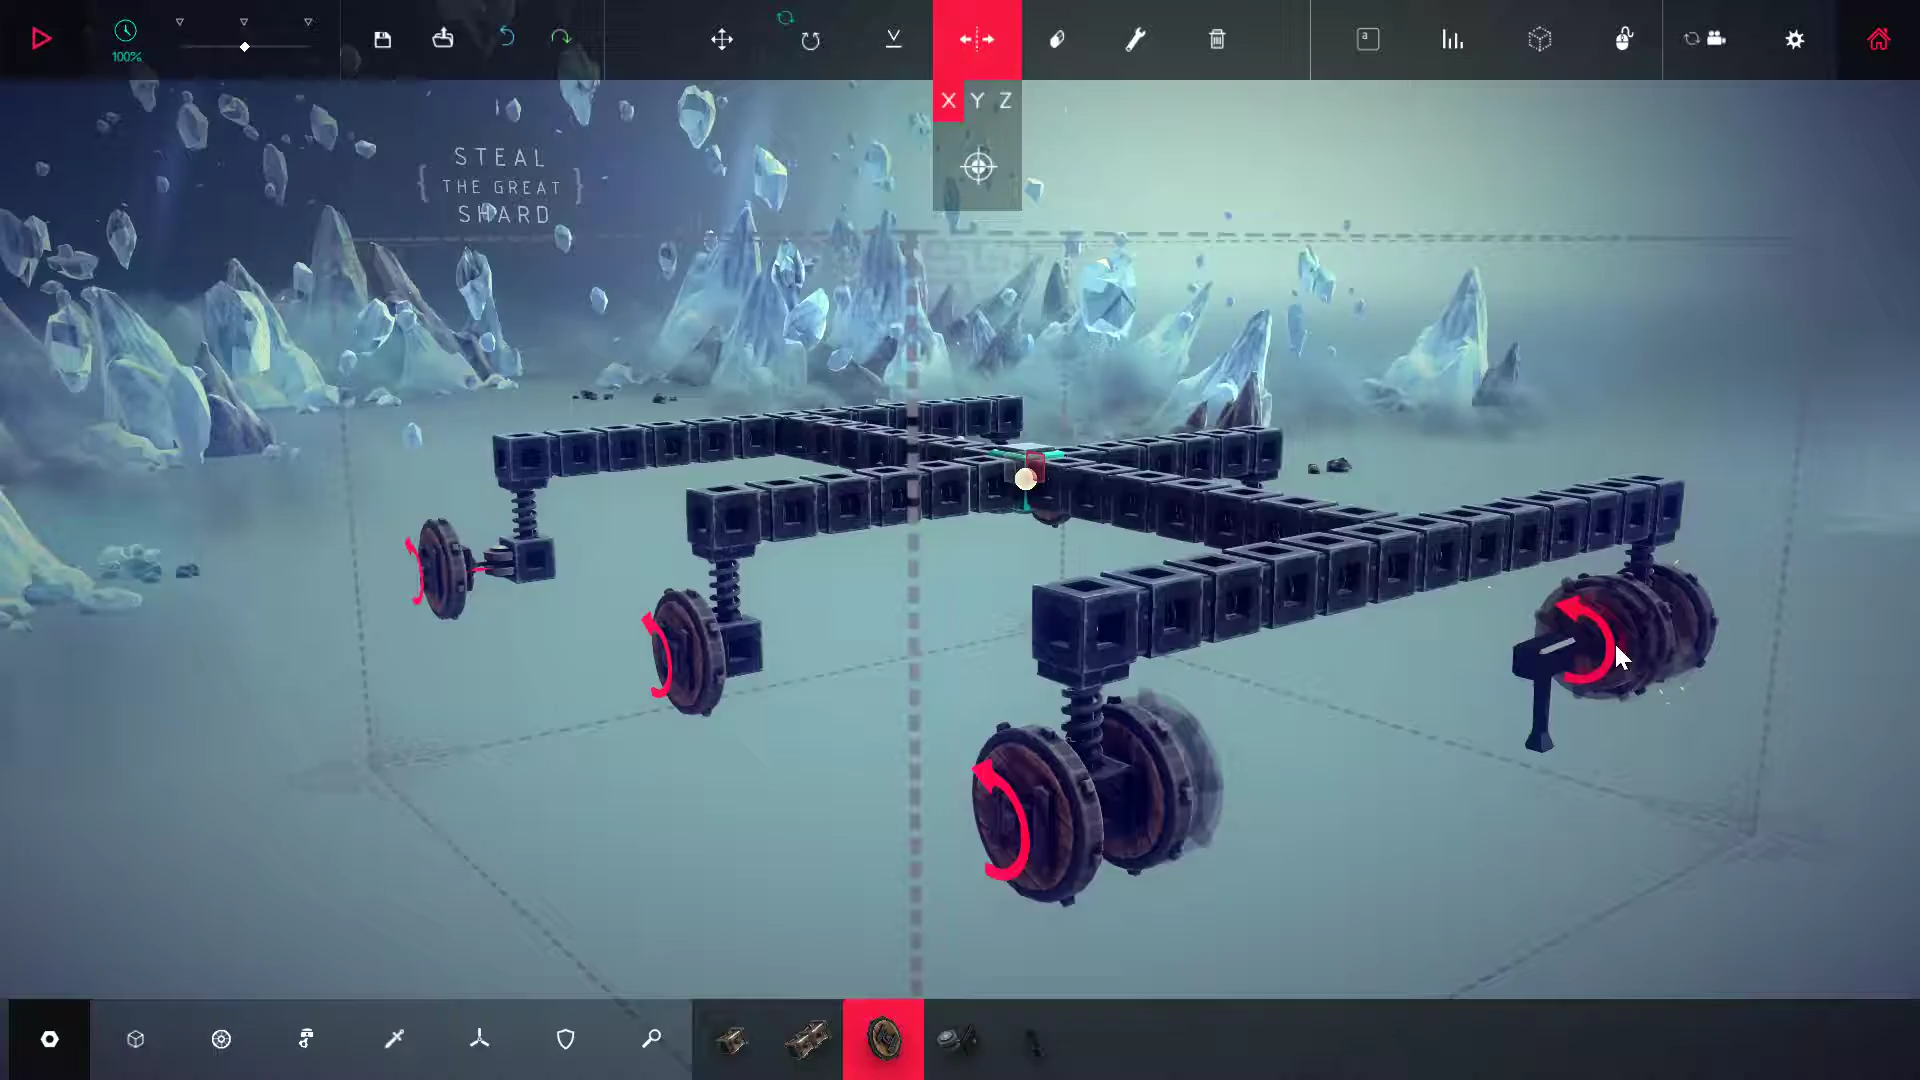 100%
X Y Z
a
STEAL
{ THE GREAT }
SHARD